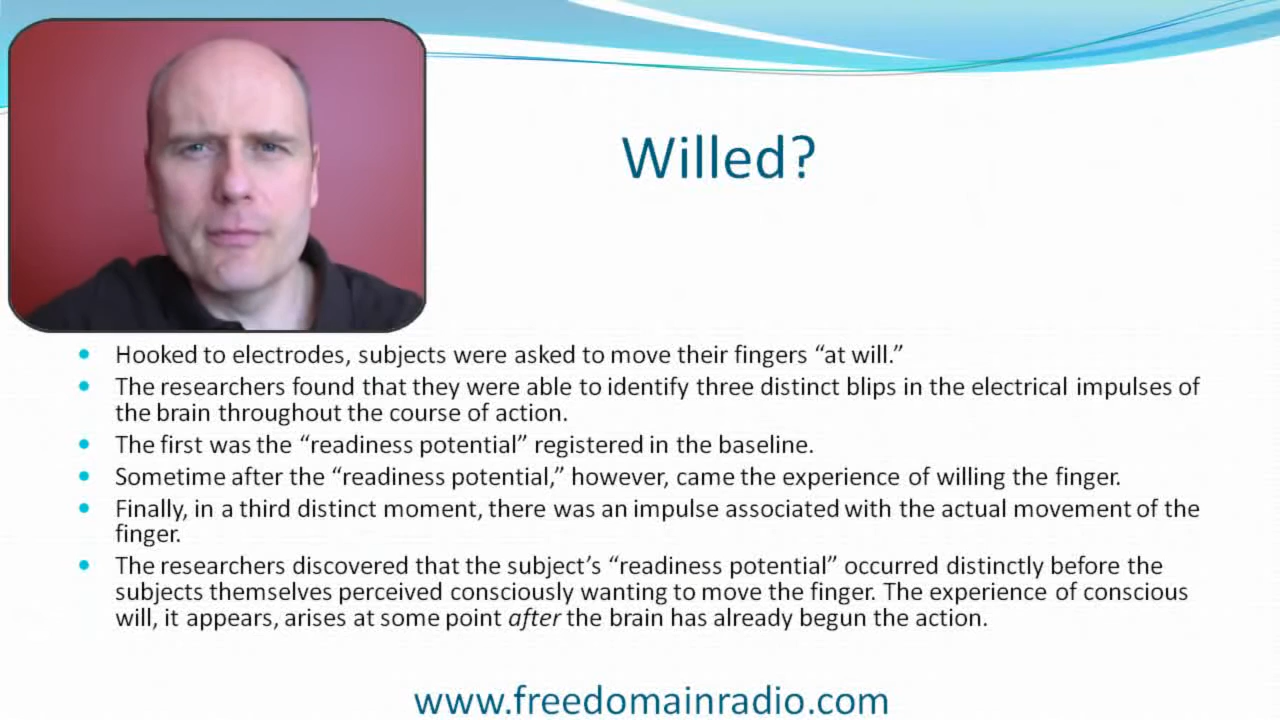 Willed?
Hooked to electrodes, subjects were asked to move their fingers “at will.”
The researchers found that they were able to identify three distinct blips in the electrical impulses of
the brain throughout the course of action.
The first was the “readiness potential” registered in the baseline.
Sometime after the “readiness potential,” however, came the experience of willing the finger.
Finally, in a third distinct moment, there was an impulse associated with the actual movement of the
finger.
The researchers discovered that the subject’s “readiness potential” occurred distinctly before the
subjects themselves perceived consciously wanting to move the finger. The experience of conscious
will, it appears, arises at some point after the brain has already begun the action.
www.freedomainradio.com